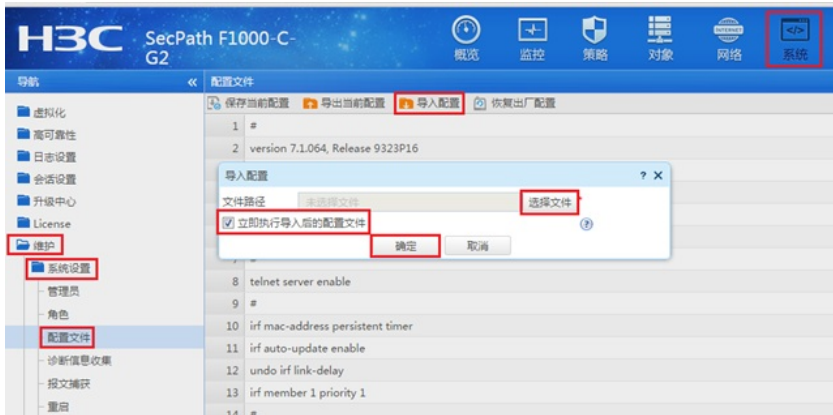 H3C SecPath F1000-C-G2
概览 监控 策略 对象 网络 系统
导航 «
虚拟化
高可靠性
日志设置
会话设置
升级中心
License
维护
系统设置
管理员
角色
配置文件
诊断信息收集
报文捕获
重启
配置文件
保存当前配置 导出当前配置 导入配置 恢复出厂配置
1 #
2 version 7.1.064, Release 9323P16
导入配置 ? X
文件路径 未选择文件 选择文件 *
立即执行导入后的配置文件 ?
确定 取消
8 telnet server enable
9 #
10 irf mac-address persistent timer
11 irf auto-update enable
12 undo irf link-delay
13 irf member 1 priority 1
14 #